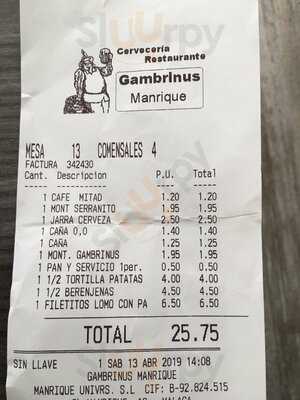 Cervecería
Restaurante
Gambrinus
Manrique
MESA 13 COMENSALES 4
FACTURA 342430
Cant. Descripcion P.U. Total
1 CAFE MITAD 1.20 1.20
1 MONT SERRANITO 1.95 1.95
1 JARRA CERVEZA 2.50 2.50
1 CAÑA 0,0 1.40 1.40
1 CAÑA 1.25 1.25
1 MONT. GAMBRINUS 1.95 1.95
1 PAN Y SERVICIO 1per. 0.50 0.50
1 1/2 TORTILLA PATATAS 4.00 4.00
1 1/2 BERENJENAS 4.50 4.50
1 FILETITOS LOMO CON PA 6.50 6.50
TOTAL 25.75
SIN LLAVE 1 SAB 13 ABR 2019 14:08
GAMBRINUS MANRIQUE
MANRIQUE UNIVRS. S.L CIF: B-92.824.515